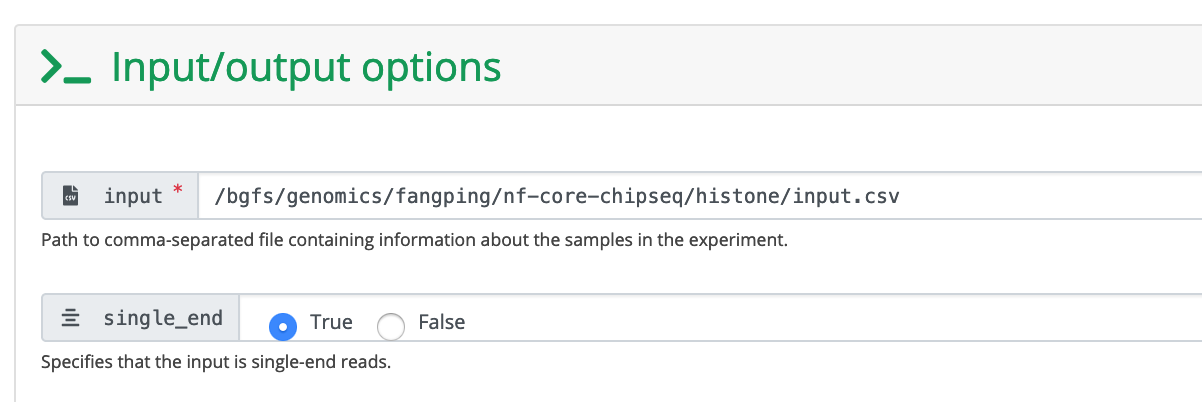 Input/output options
input * /bgfs/genomics/fangping/nf-core-chipseq/histone/input.csv
Path to comma-separated file containing information about the samples in the experiment.
single_end True False
Specifies that the input is single-end reads.